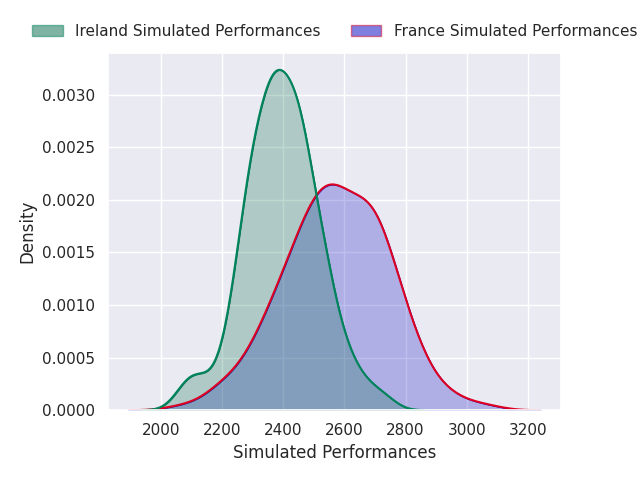 Ireland Simulated Performances France Simulated Performances
0.0030
0.0025
0.0020
0.0015
0.0010
0.0005
0.0000
Density
2000 2200 2400 2600 2800 3000 3200
Simulated Performances